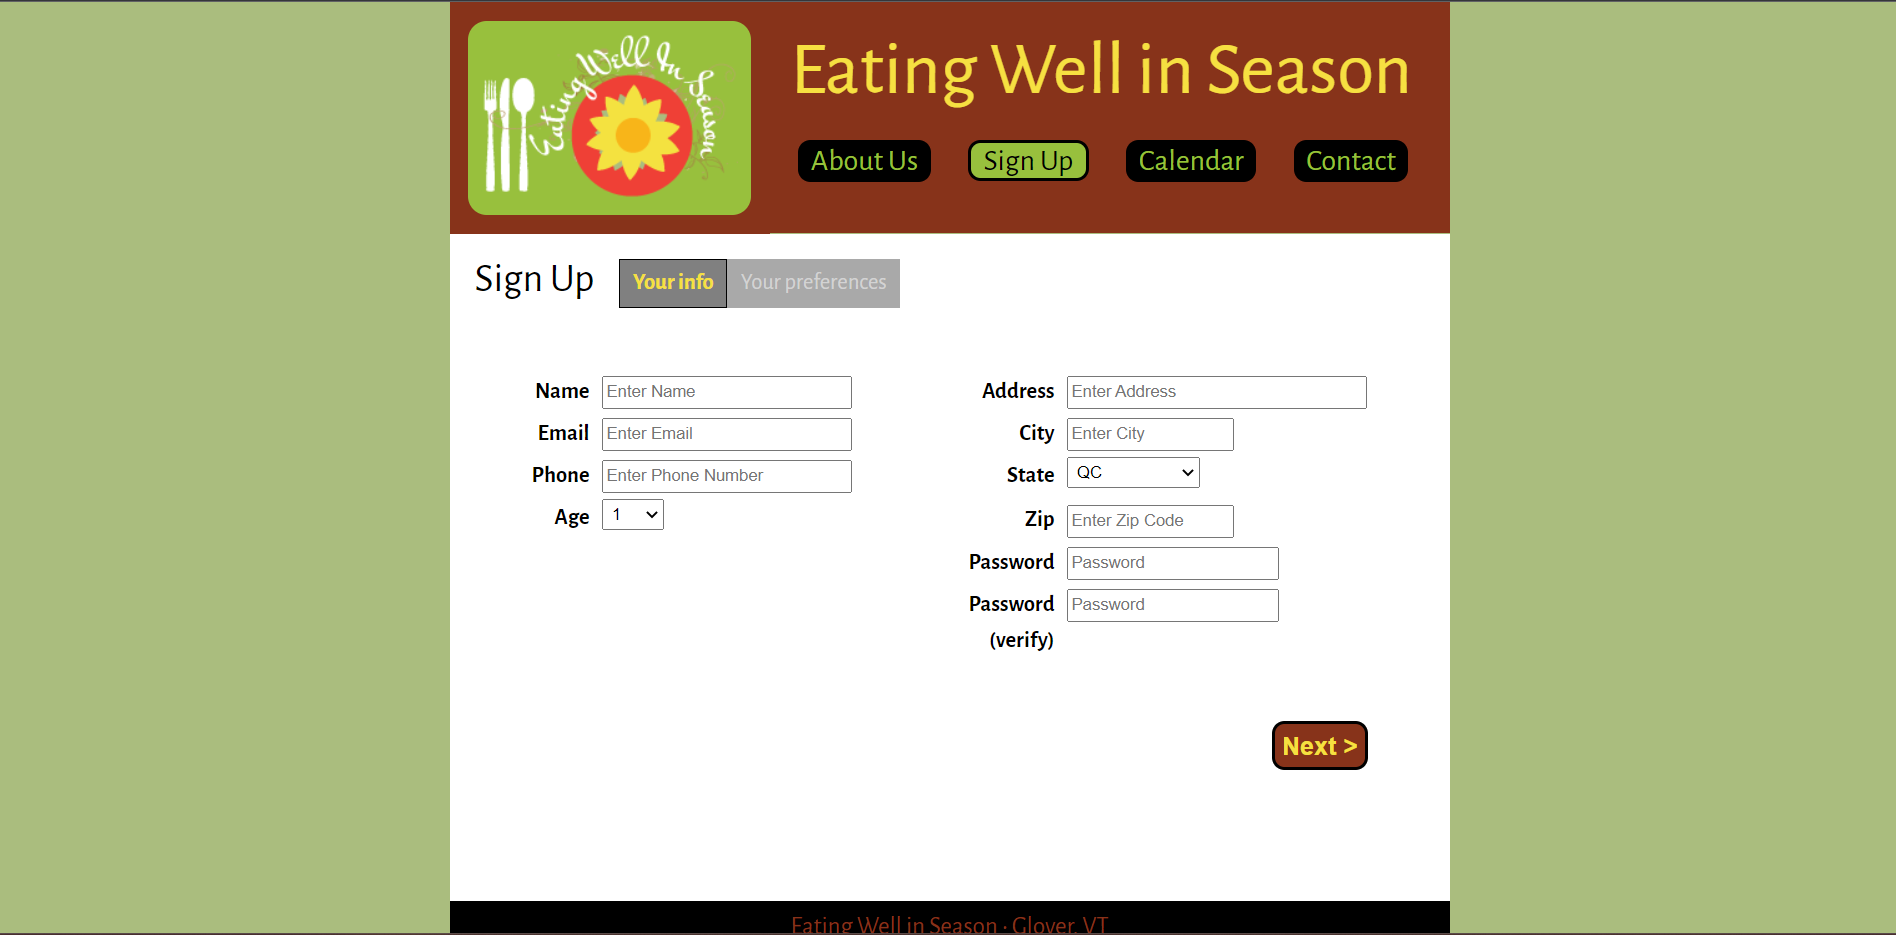 Eating Well In Season
Eating Well in Season
About Us
Sign Up
Calendar
Contact
Sign Up
Your info
Your preferences
Name
Enter Name
Email
Enter Email
Phone
Enter Phone Number
Age
1
Address
Enter Address
City
Enter City
State
QC
Zip
Enter Zip Code
Password
Password
Password
(verify)
Password
Next >
Eating Well in Season · Glover, VT